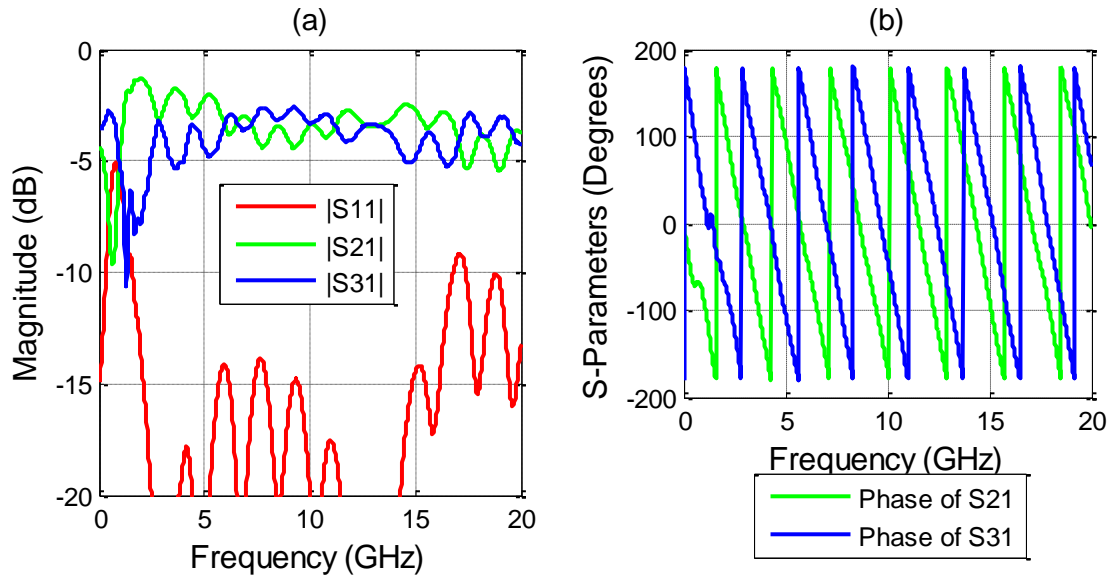 (a)
Magnitude (dB)
0
-5
-10
-15
-20
|S11|
|S21|
|S31|
0
5
10
15
20
Frequency (GHz)
(b)
S-Parameters (Degrees)
200
100
0
-100
-200
0
5
10
15
20
Frequency (GHz)
Phase of S21
Phase of S31